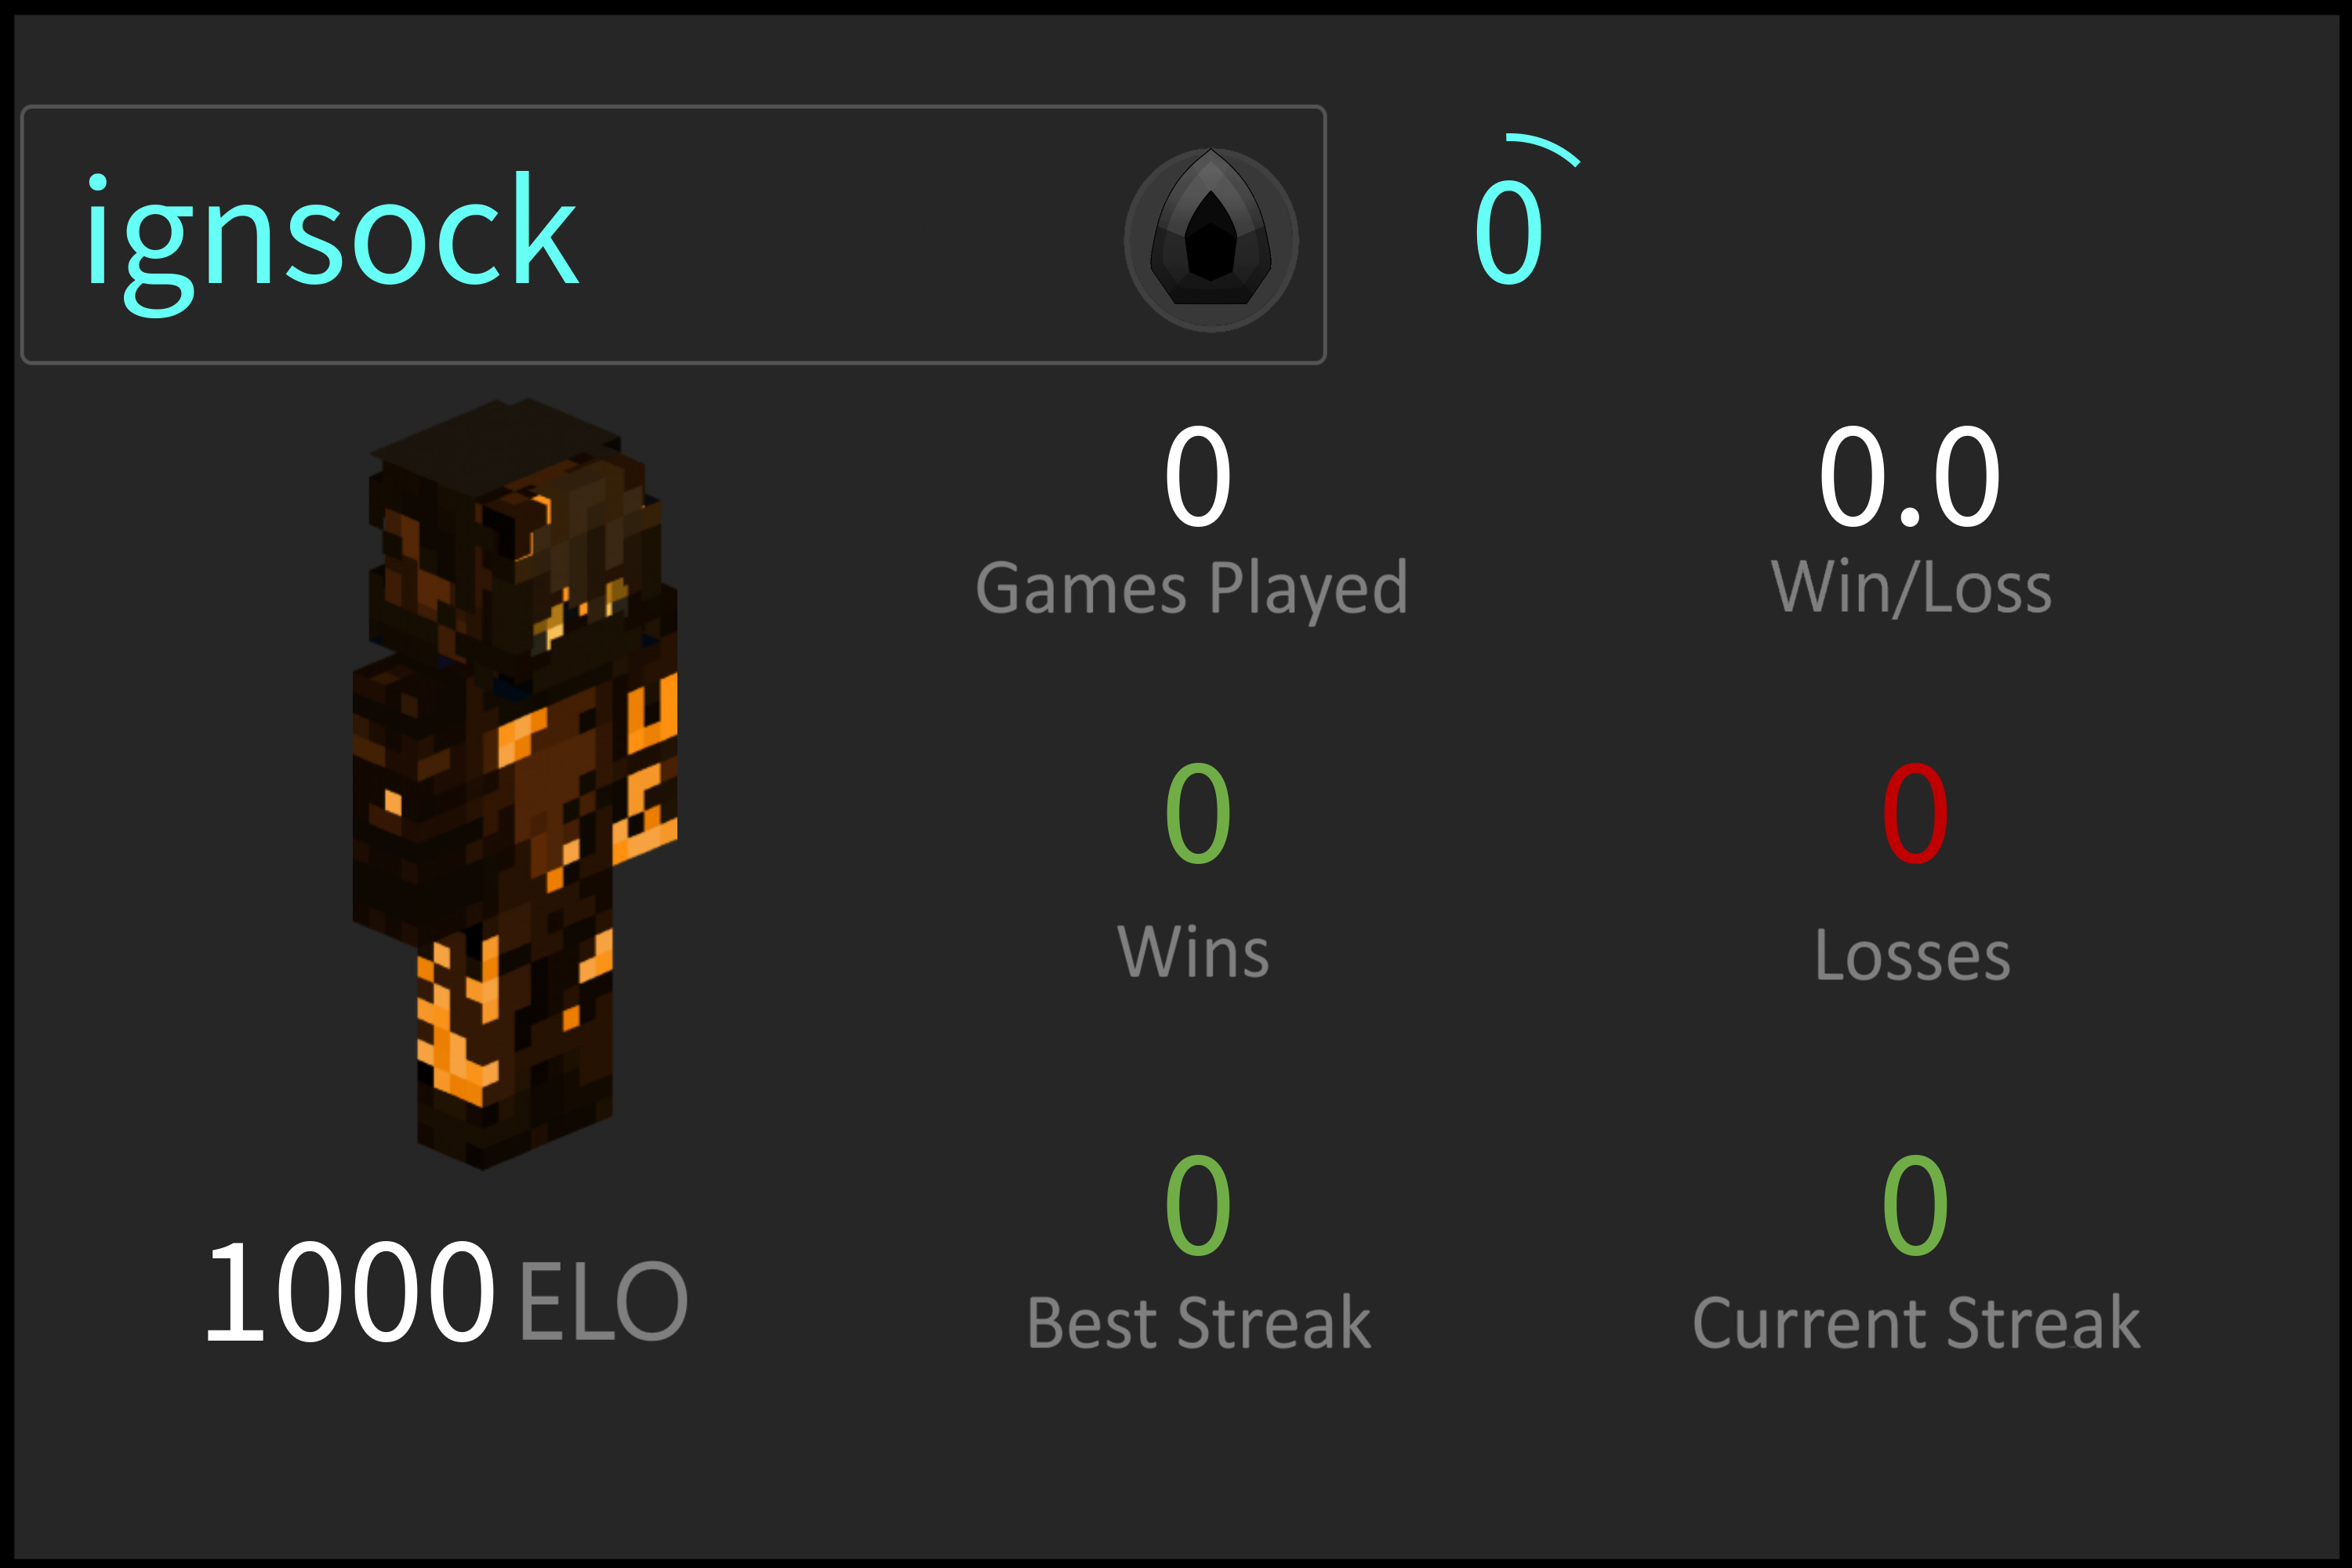 ignsock 0
0 0.0
Games Played Win/Loss
0 0
Wins Losses
0 0
1000 ELO Best Streak Current Streak